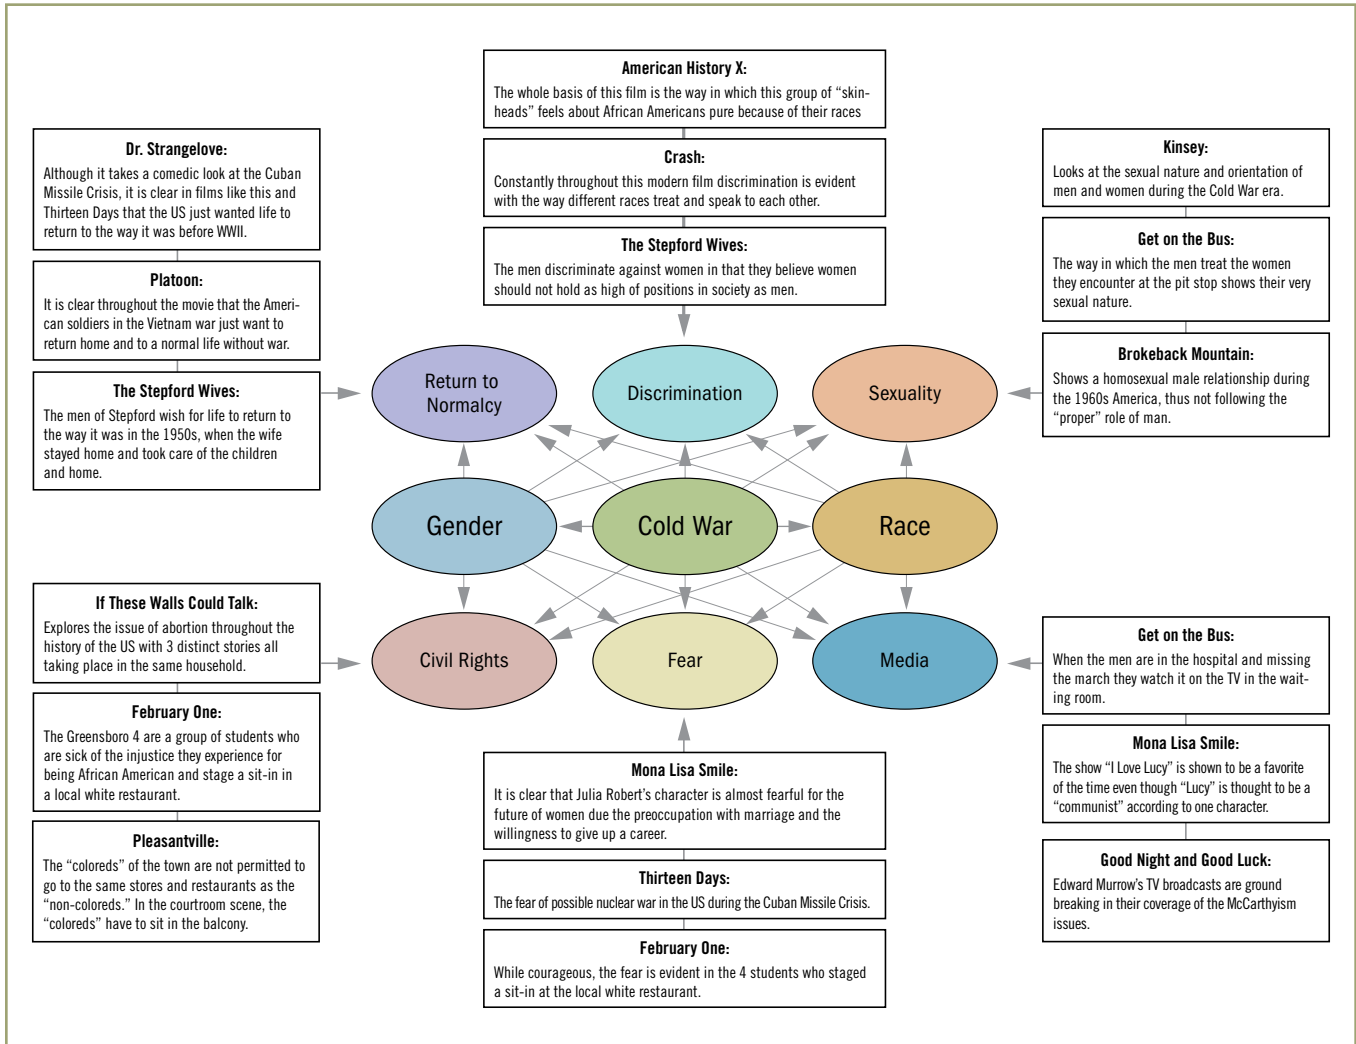 American History X:
The whole basis of this film is the way in which this group of “skin-
heads” feels about African Americans pure because of their races
Crash:
Constantly throughout this modern film discrimination is evident
with the way different races treat and speak to each other.
The Stepford Wives:
The men discriminate against women in that they believe women
should not hold as high of positions in society as men.
Dr. Strangelove:
Although it takes a comedic look at the Cuban
Missile Crisis, it is clear in films like this and
Thirteen Days that the US just wanted life to
return to the way it was before WWII.
Platoon:
It is clear throughout the movie that the Ameri-
can soldiers in the Vietnam war just want to
return home and to a normal life without war.
The Stepford Wives:
The men of Stepford wish for life to return to
the way it was in the 1950s, when the wife
stayed home and took care of the children
and home.
Kinsey:
Looks at the sexual nature and orientation of
men and women during the Cold War era.
Get on the Bus:
The way in which the men treat the women
they encounter at the pit stop shows their very
sexual nature.
Brokeback Mountain:
Shows a homosexual male relationship during
the 1960s America, thus not following the
“proper” role of man.
Return to
Normalcy
Discrimination
Sexuality
Gender
Cold War
Race
Civil Rights
Fear
Media
If These Walls Could Talk:
Explores the issue of abortion throughout the
history of the US with 3 distinct stories all
taking place in the same household.
February One:
The Greensboro 4 are a group of students who
are sick of the injustice they experience for
being African American and stage a sit-in in
a local white restaurant.
Pleasantville:
The “coloreds” of the town are not permitted to
go to the same stores and restaurants as the
“non-coloreds.” In the courtroom scene, the
“coloreds” have to sit in the balcony.
Mona Lisa Smile:
It is clear that Julia Robert’s character is almost fearful for the
future of women due the preoccupation with marriage and the
willingness to give up a career.
Thirteen Days:
The fear of possible nuclear war in the US during the Cuban Missile Crisis.
February One:
While courageous, the fear is evident in the 4 students who staged
a sit-in at the local white restaurant.
Get on the Bus:
When the men are in the hospital and missing
the march they watch it on the TV in the wait-
ing room.
Mona Lisa Smile:
The show “I Love Lucy” is shown to be a favorite
of the time even though “Lucy” is thought to be a
“communist” according to one character.
Good Night and Good Luck:
Edward Murrow’s TV broadcasts are ground
breaking in their coverage of the McCarthyism
issues.